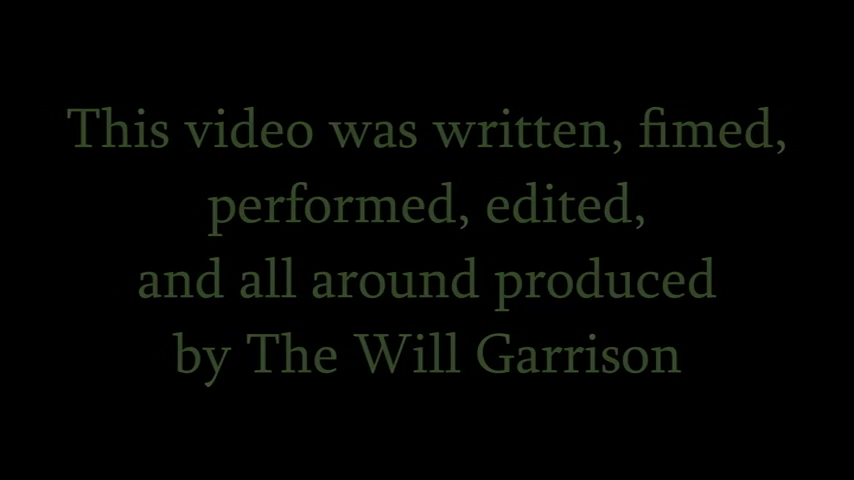 This video was written, fimed,
performed, edited,
and all around produced
by The Will Garrison